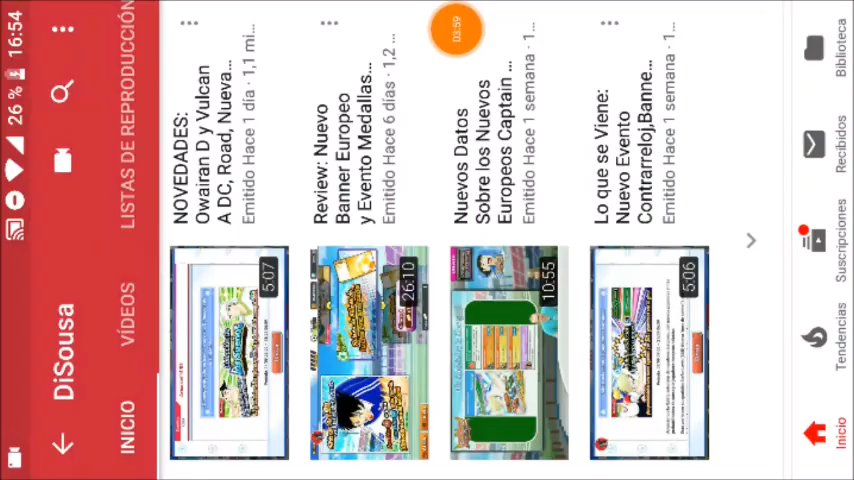 16:54
26 %
DiSousa
INICIO
VÍDEOS
LISTAS DE REPRODUCCIÓN
03:59
5:07
NOVEDADES:
Owairan D y Vulcan
A DC, Road, Nueva...
Emitido Hace 1 día · 1,1 mi...
26:10
Review: Nuevo
Banner Europeo
y Evento Medallas...
Emitido Hace 6 días · 1,2 ...
10:55
Nuevos Datos
Sobre los Nuevos
Europeos Captain ...
Emitido Hace 1 semana · 1...
5:06
Lo que se Viene:
Nuevo Evento
Contrarreloj,Banne...
Emitido Hace 1 semana · 1...
Inicio
Tendencias
Suscripciones
Recibidos
Biblioteca